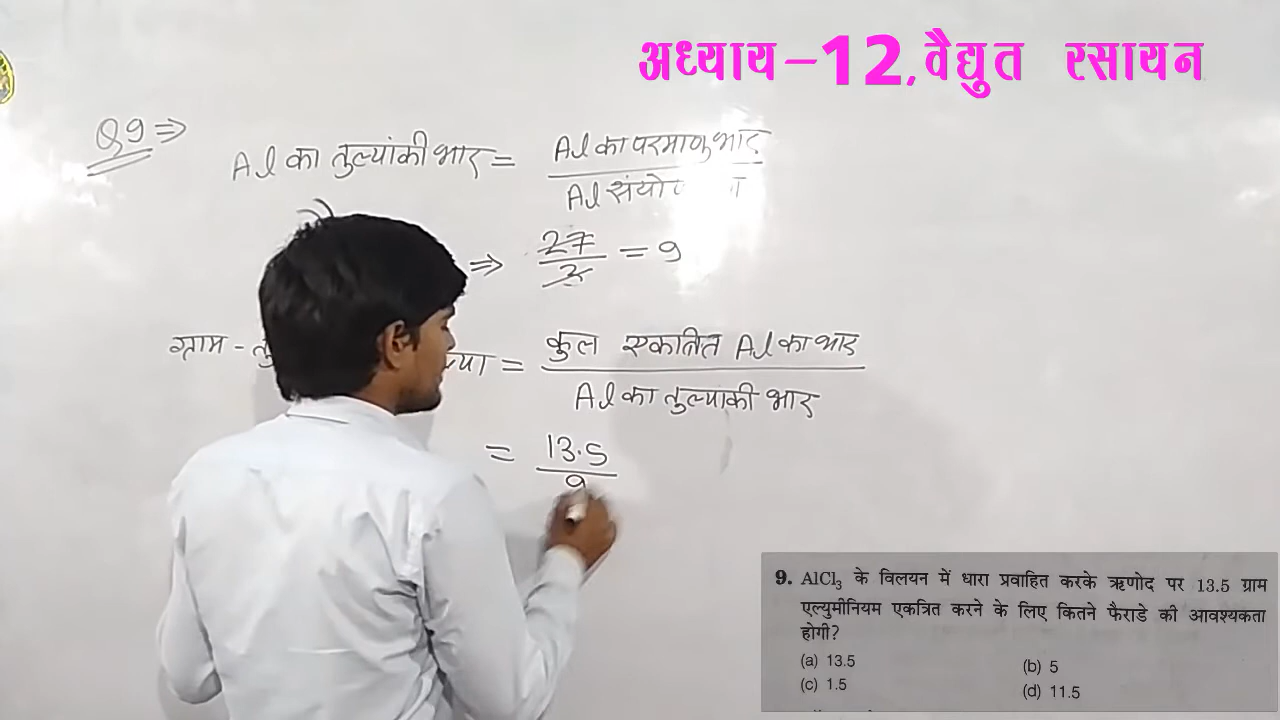 अध्याय-12, वैद्युत रसायन
Q9⇒
Al का तुल्यांकी भार = Al का परमाणु भार
Al
⇒ 27/3 = 9
ग्राम - = कुल एकत्रित Al का भार
Al का तुल्यांकी भार
= 13.5
9
9. AlCl₃ के विलयन में धारा प्रवाहित करके ऋणोद पर 13.5 ग्राम
एल्युमीनियम एकत्रित करने के लिए कितने फैराडे की आवश्यकता
होगी?
(a) 13.5 (b) 5
(c) 1.5 (d) 11.5